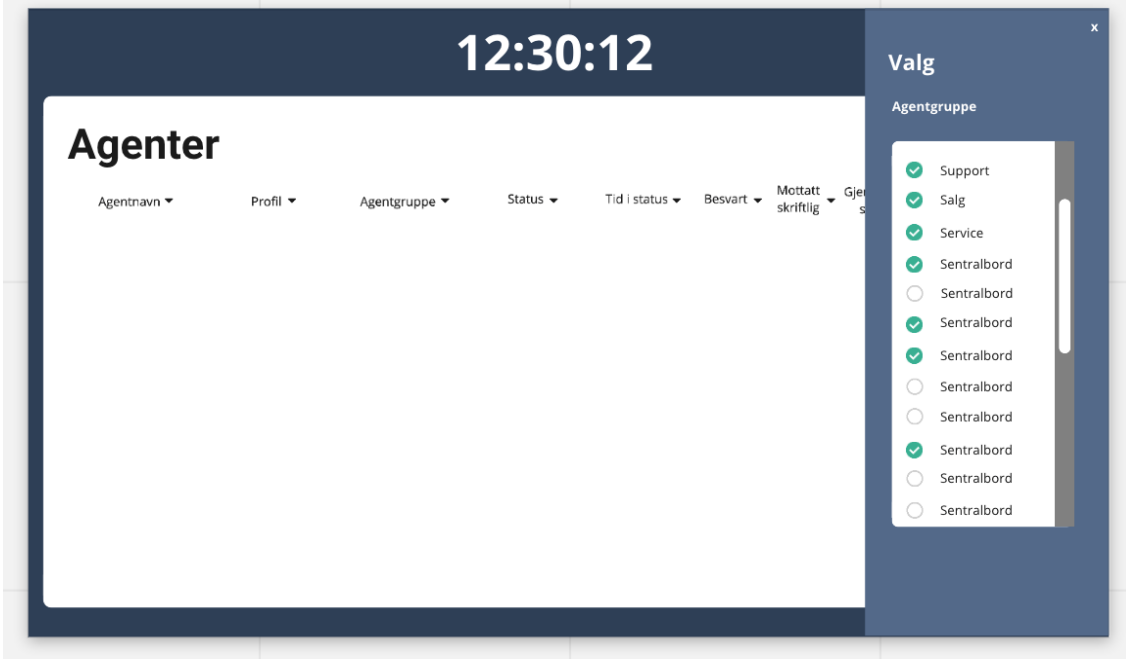 12:30:12
x
Valg
Agentgruppe
Agenter
Agentnavn Profil Agentgruppe Status Tid i status Besvart Mottatt
skriftlig
Support
Salg
Service
Sentralbord
Sentralbord
Sentralbord
Sentralbord
Sentralbord
Sentralbord
Sentralbord
Sentralbord
Sentralbord